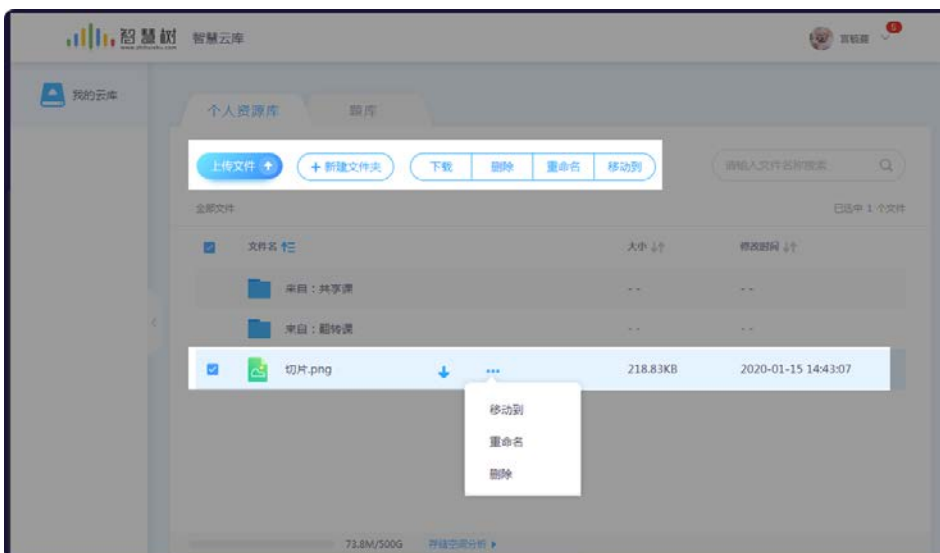 智慧树 智慧云库
www.zhihuishu.com
5
我的云库
个人资源库 题库
上传文件 + 新建文件夹 下载 删除 重命名 移动到 请输入文件名称搜索
全部文件 已选中 1 个文件
文件名 大小 修改时间
来自：共享课 -- --
来自：翻转课 -- --
切片.png ... 218.83KB 2020-01-15 14:43:07
移动到
重命名
删除
73.8M/500G 存储空间分析